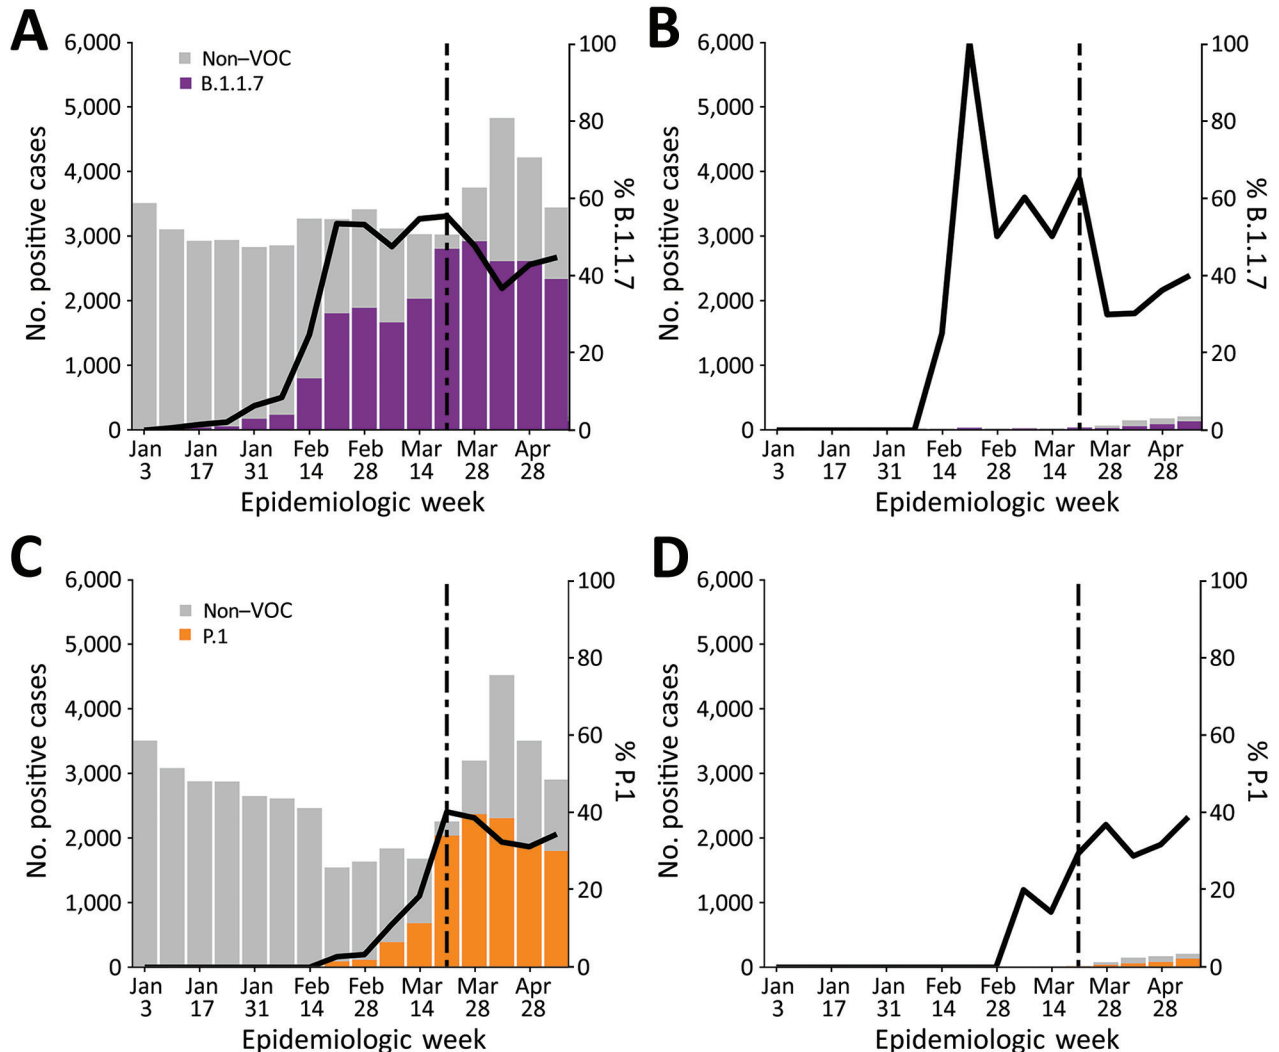 A
No. positive cases
6,000
5,000
4,000
3,000
2,000
1,000
0
Non–VOC
B.1.1.7
100
80
60
40
20
0
% B.1.1.7
Jan 3
Jan 17
Jan 31
Feb 14
Feb 28
Mar 14
Mar 28
Apr 28
Epidemiologic week
B
No. positive cases
6,000
5,000
4,000
3,000
2,000
1,000
0
100
80
60
40
20
0
% B.1.1.7
Jan 3
Jan 17
Jan 31
Feb 14
Feb 28
Mar 14
Mar 28
Apr 28
Epidemiologic week
C
No. positive cases
6,000
5,000
4,000
3,000
2,000
1,000
0
Non–VOC
P.1
100
80
60
40
20
0
% P.1
Jan 3
Jan 17
Jan 31
Feb 14
Feb 28
Mar 14
Mar 28
Apr 28
Epidemiologic week
D
No. positive cases
6,000
5,000
4,000
3,000
2,000
1,000
0
100
80
60
40
20
0
% P.1
Jan 3
Jan 17
Jan 31
Feb 14
Feb 28
Mar 14
Mar 28
Apr 28
Epidemiologic week